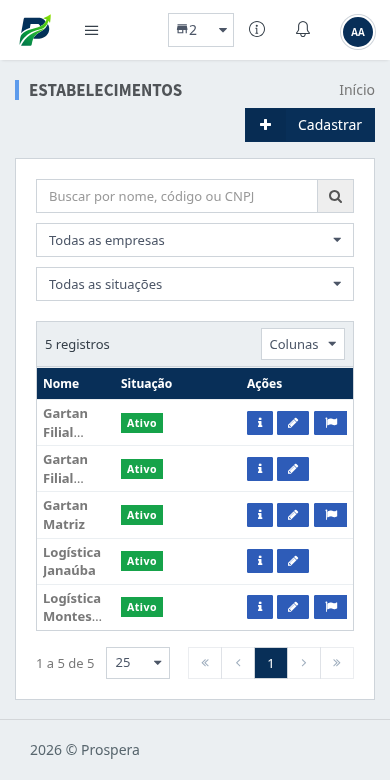 2
AA
ESTABELECIMENTOS
Início
Cadastrar
Buscar por nome, código ou CNPJ
Todas as empresas
Todas as situações
5 registros
Colunas
Nome Situação Ações
Gartan
Filial...
Ativo
Gartan
Filial...
Ativo
Gartan
Matriz
Ativo
Logística
Janaúba
Ativo
Logística
Montes...
Ativo
1 a 5 de 5
25
« ‹ 1 › »
2026 © Prospera